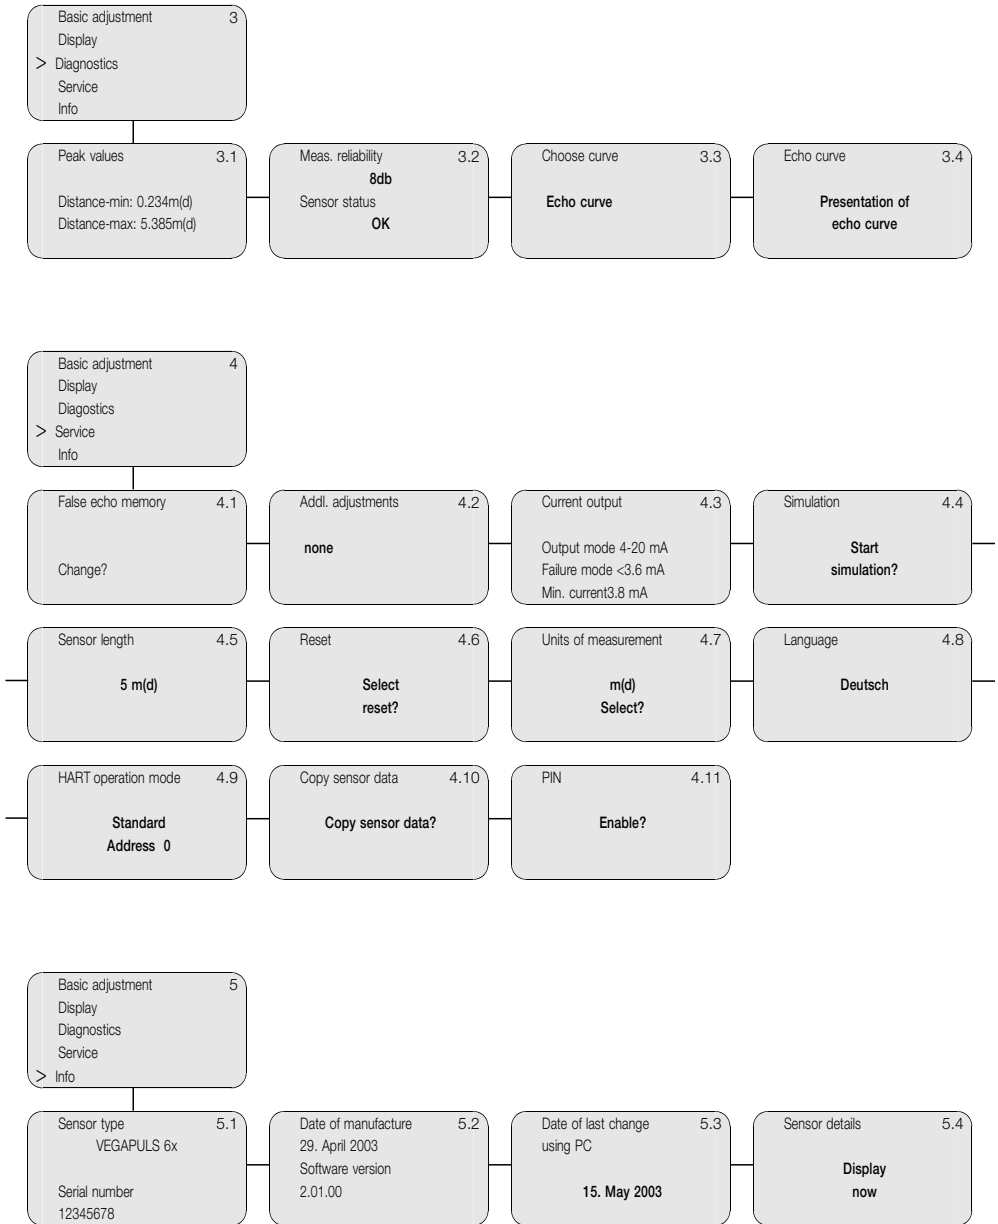 Basic adjustment 3
Display
> Diagnostics
Service
Info
Peak values 3.1
Distance-min: 0.234m(d)
Distance-max: 5.385m(d)
Meas. reliability 3.2
8db
Sensor status
OK
Choose curve 3.3
Echo curve
Echo curve 3.4
Presentation of
echo curve
Basic adjustment 4
Display
Diagostics
> Service
Info
False echo memory 4.1
Change?
Addl. adjustments 4.2
none
Current output 4.3
Output mode 4-20 mA
Failure mode <3.6 mA
Min. current3.8 mA
Simulation 4.4
Start
simulation?
Sensor length 4.5
5 m(d)
Reset 4.6
Select
reset?
Units of measurement 4.7
m(d)
Select?
Language 4.8
Deutsch
HART operation mode 4.9
Standard
Address 0
Copy sensor data 4.10
Copy sensor data?
PIN 4.11
Enable?
Basic adjustment 5
Display
Diagnostics
Service
> Info
Sensor type 5.1
VEGAPULS 6x
Serial number
12345678
Date of manufacture 5.2
29. April 2003
Software version
2.01.00
Date of last change 5.3
using PC
15. May 2003
Sensor details 5.4
Display
now